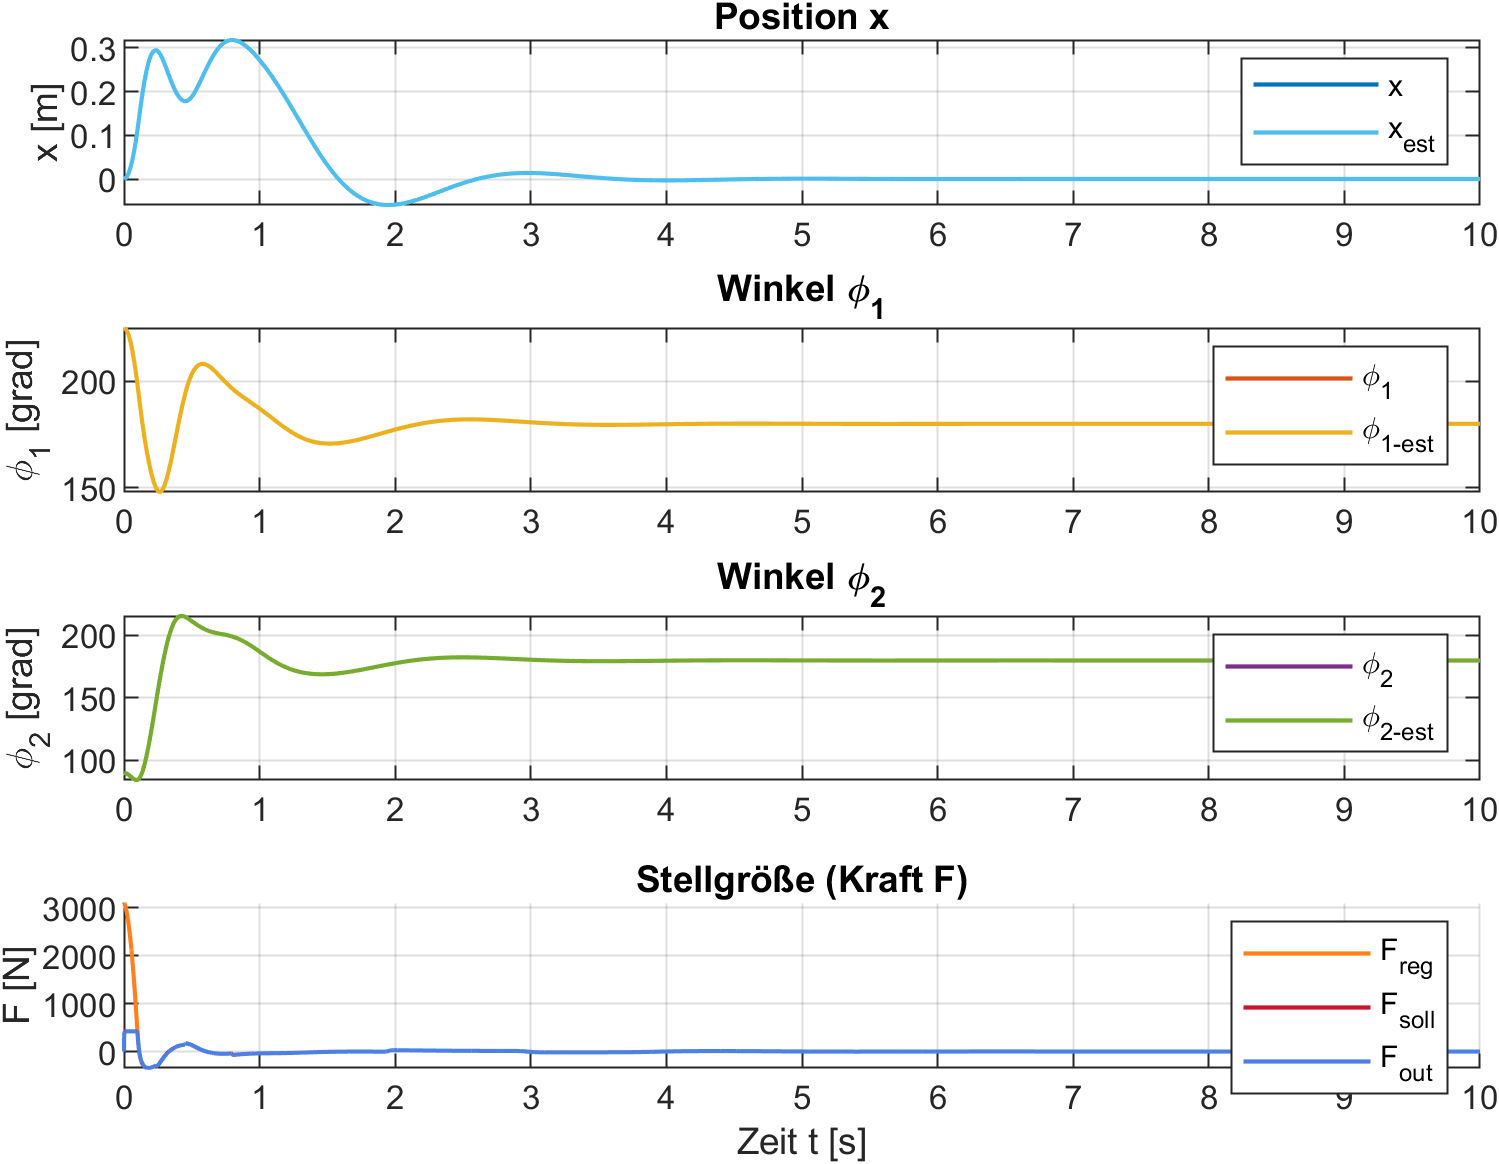 Position x
x [m]
0.3
0.2
0.1
0
x
x_est
0 1 2 3 4 5 6 7 8 9 10
Winkel ϕ_1
ϕ_1 [grad]
200
150
ϕ_1
ϕ_1-est
0 1 2 3 4 5 6 7 8 9 10
Winkel ϕ_2
ϕ_2 [grad]
200
150
100
ϕ_2
ϕ_2-est
0 1 2 3 4 5 6 7 8 9 10
Stellgröße (Kraft F)
F [N]
3000
2000
1000
0
F_reg
F_soll
F_out
0 1 2 3 4 5 6 7 8 9 10
Zeit t [s]